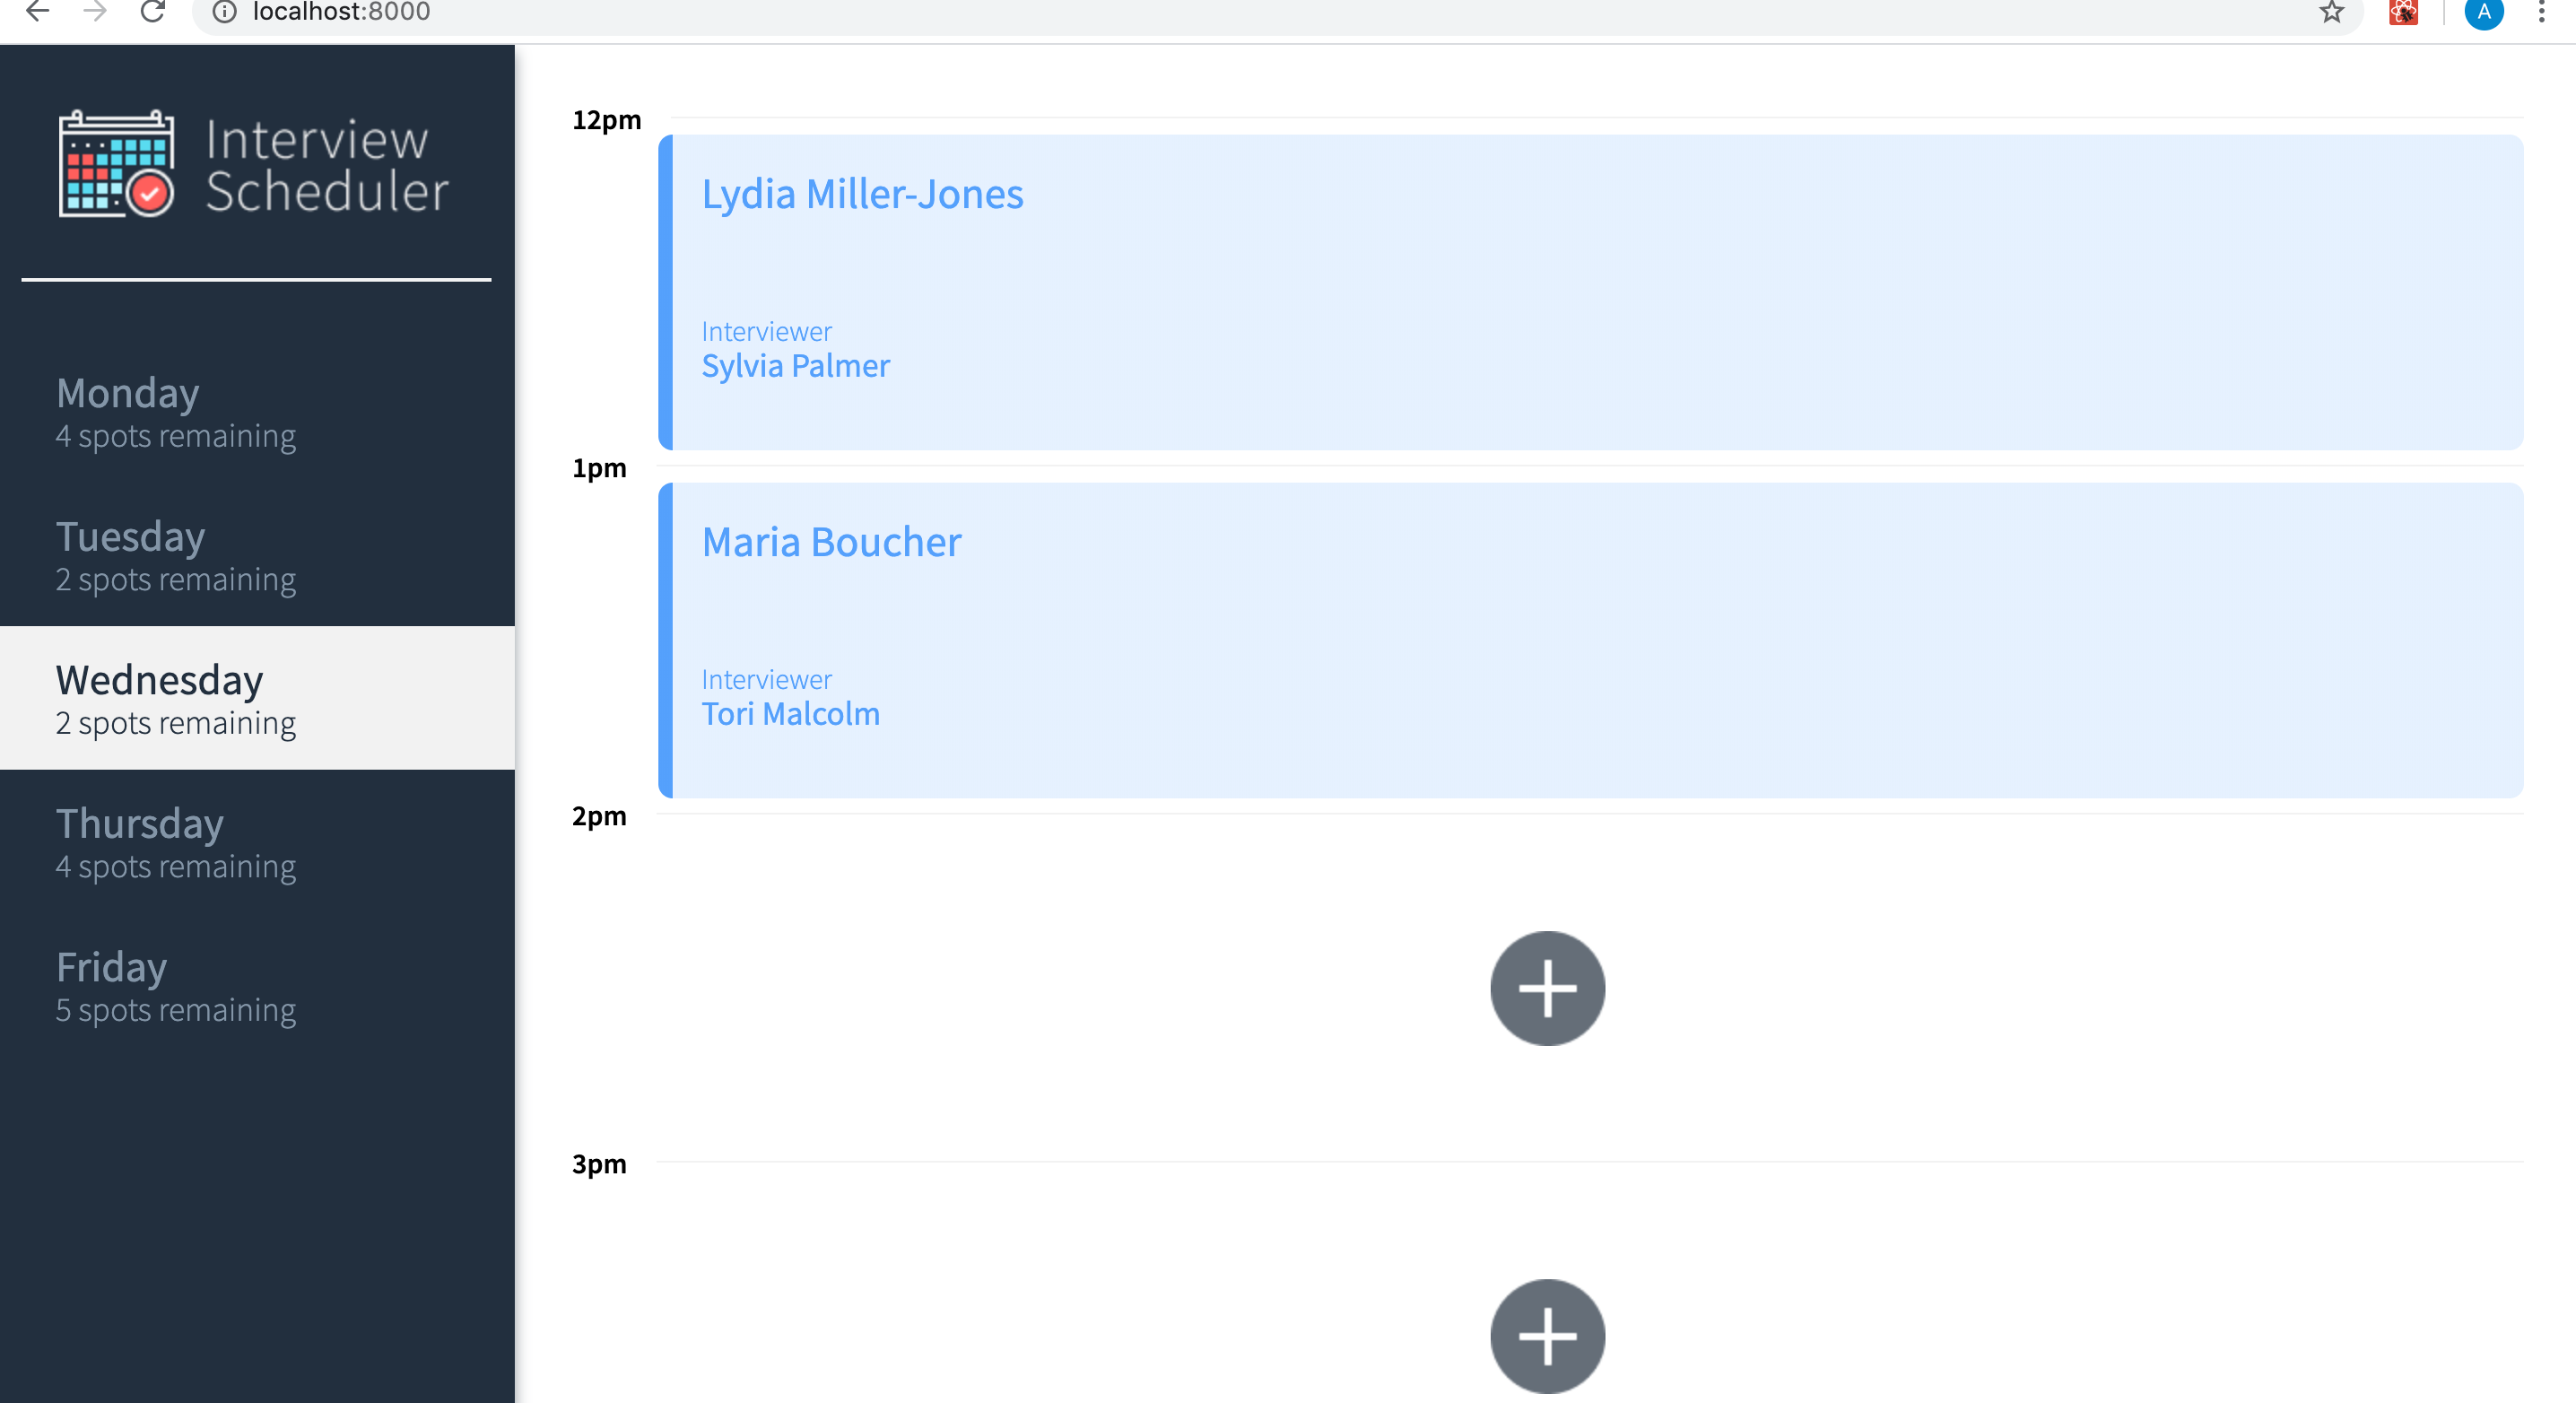 localhost:8000
A
Interview
Scheduler
Monday
4 spots remaining
Tuesday
2 spots remaining
Wednesday
2 spots remaining
Thursday
4 spots remaining
Friday
5 spots remaining
12pm
Lydia Miller-Jones
Interviewer
Sylvia Palmer
1pm
Maria Boucher
Interviewer
Tori Malcolm
2pm
3pm